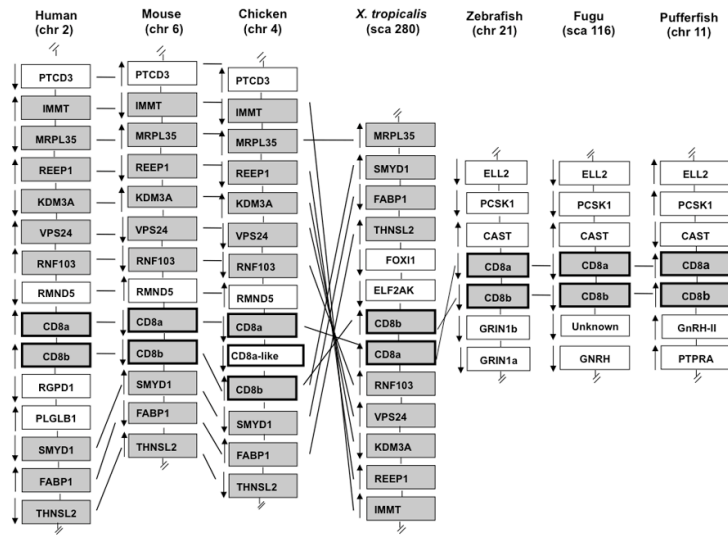 Human
(chr 2)
PTCD3
IMMT
MRPL35
REEP1
KDM3A
VPS24
RNF103
RMND5
CD8a
CD8b
RGPD1
PLGLB1
SMYD1
FABP1
THNSL2
Mouse
(chr 6)
PTCD3
IMMT
MRPL35
REEP1
KDM3A
VPS24
RNF103
RMND5
CD8a
CD8b
SMYD1
FABP1
THNSL2
Chicken
(chr 4)
PTCD3
IMMT
MRPL35
REEP1
KDM3A
VPS24
RNF103
RMND5
CD8a
CD8a-like
CD8b
SMYD1
FABP1
THNSL2
X. tropicalis
(sca 280)
MRPL35
SMYD1
FABP1
THNSL2
FOXI1
ELF2AK
CD8b
CD8a
RNF103
VPS24
KDM3A
REEP1
IMMT
Zebrafish
(chr 21)
ELL2
PCSK1
CAST
CD8a
CD8b
GRIN1b
GRIN1a
Fugu
(sca 116)
ELL2
PCSK1
CAST
CD8a
CD8b
Unknown
GNRH
Pufferfish
(chr 11)
ELL2
PCSK1
CAST
CD8a
CD8b
GnRH-II
PTPRA